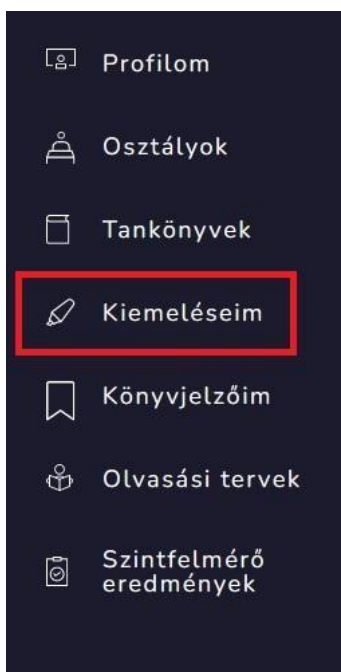 Profilom
Osztályok
Tankönyvek
Kiemeléseim
Könyvjelzőim
Olvasási tervek
Szintfelmérő
eredmények